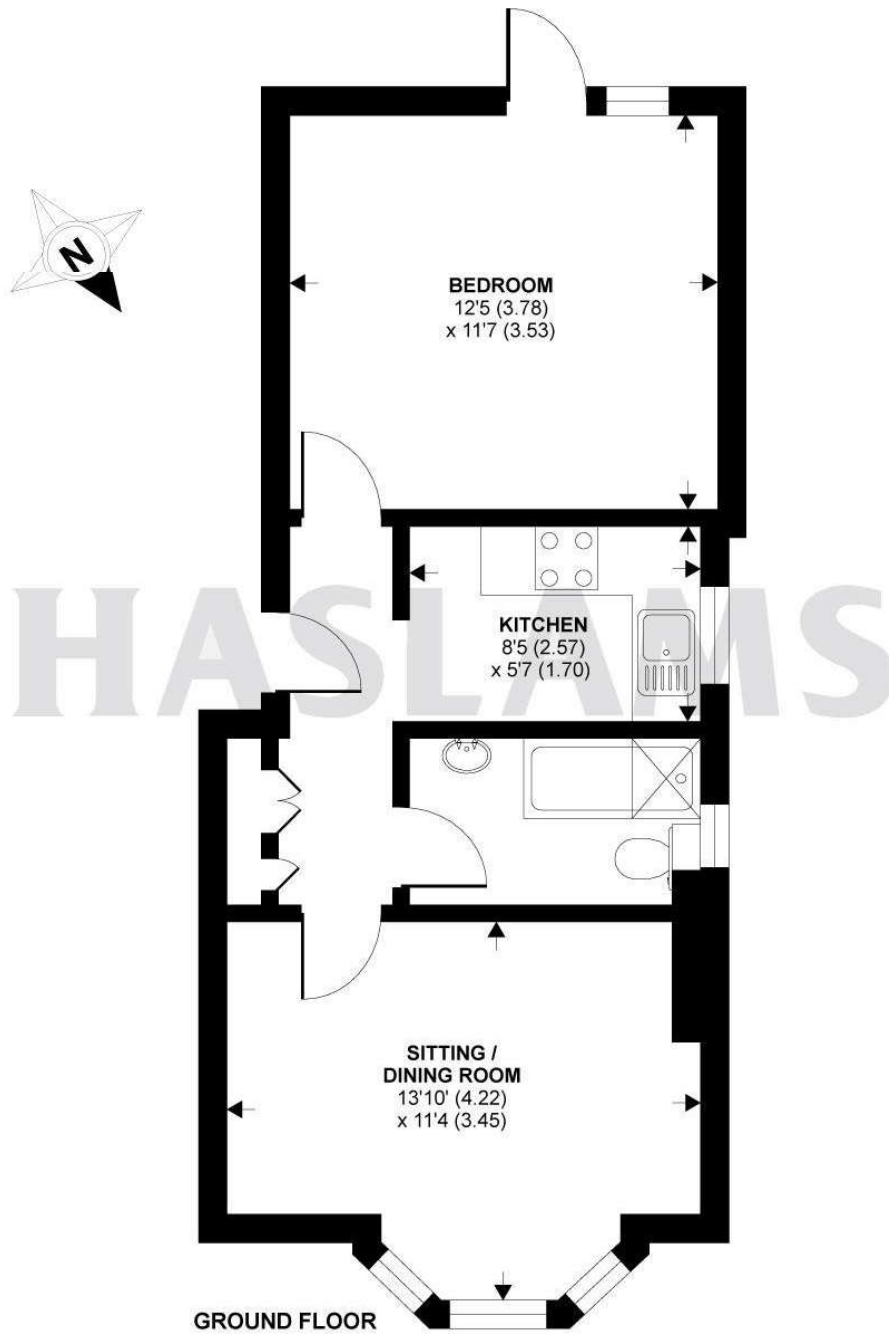 N
BEDROOM
12'5 (3.78)
x 11'7 (3.53)
HASLAMS
KITCHEN
8'5 (2.57)
x 5'7 (1.70)
SITTING /
DINING ROOM
13'10' (4.22)
x 11'4 (3.45)
GROUND FLOOR